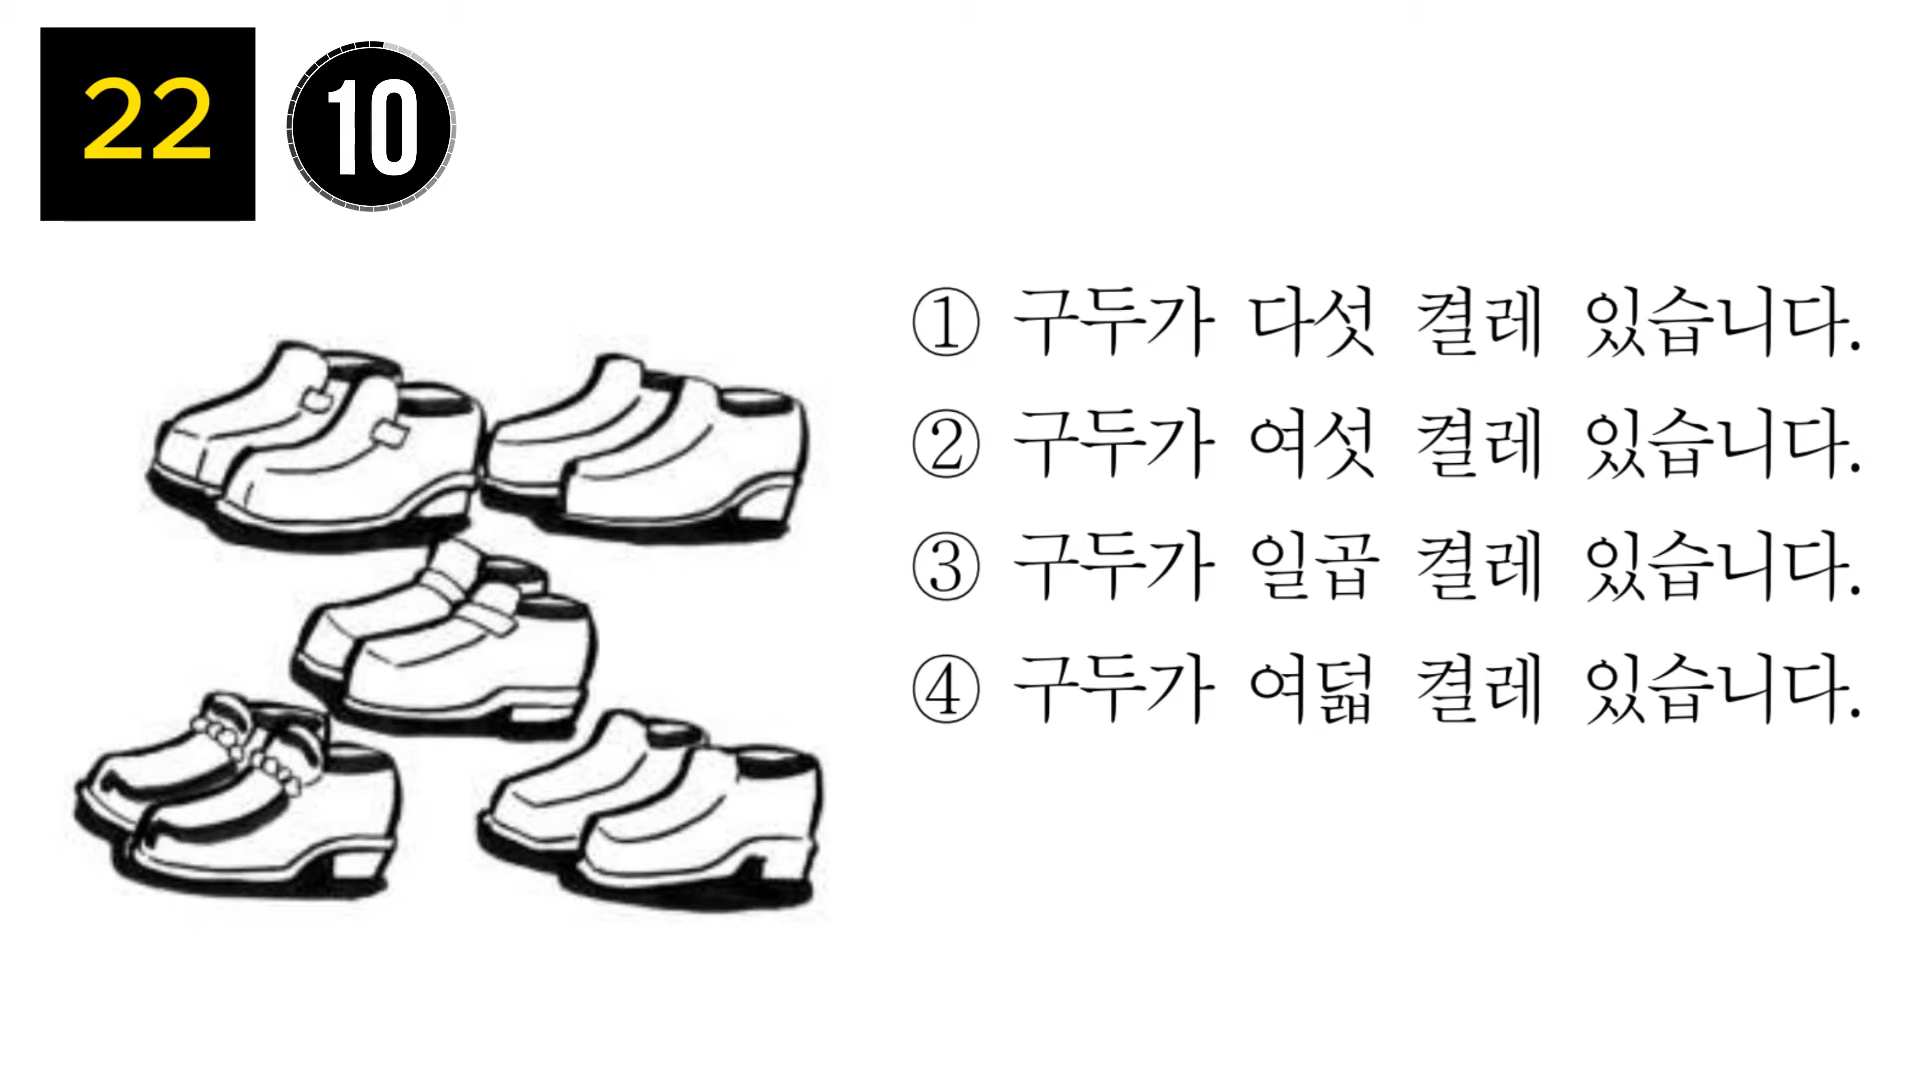 22
10
① 구두가 다섯 켤레 있습니다.
② 구두가 여섯 켤레 있습니다.
③ 구두가 일곱 켤레 있습니다.
④ 구두가 여덟 켤레 있습니다.